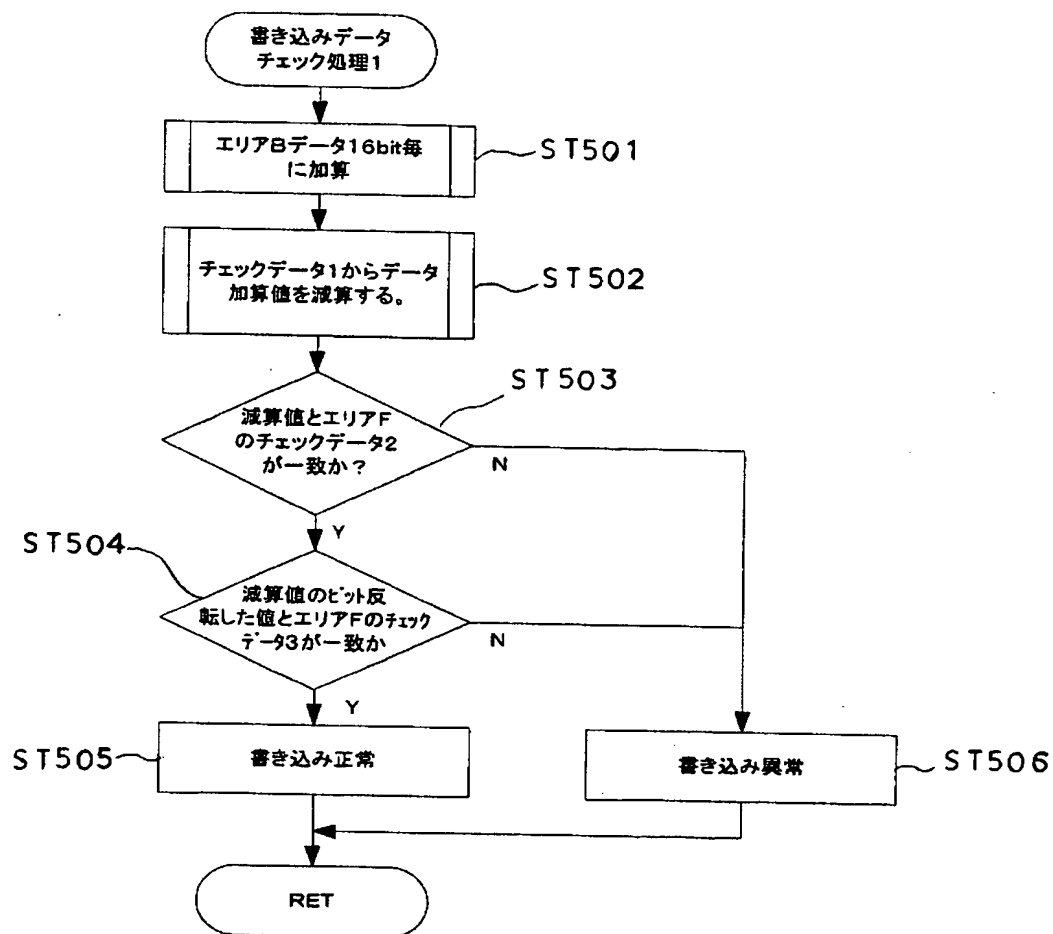 書き込みデータ
チェック処理1
エリアBデータ16bit毎
に加算
ST501
チェックデータ1からデータ
加算値を減算する。
ST502
ST503
減算値とエリアF
のチェックデータ2
が一致か?
N
Y
ST504
減算値のビット反
転した値とエリアFのチェック
データ3が一致か
N
Y
ST505
書き込み正常
書き込み異常
ST506
RET